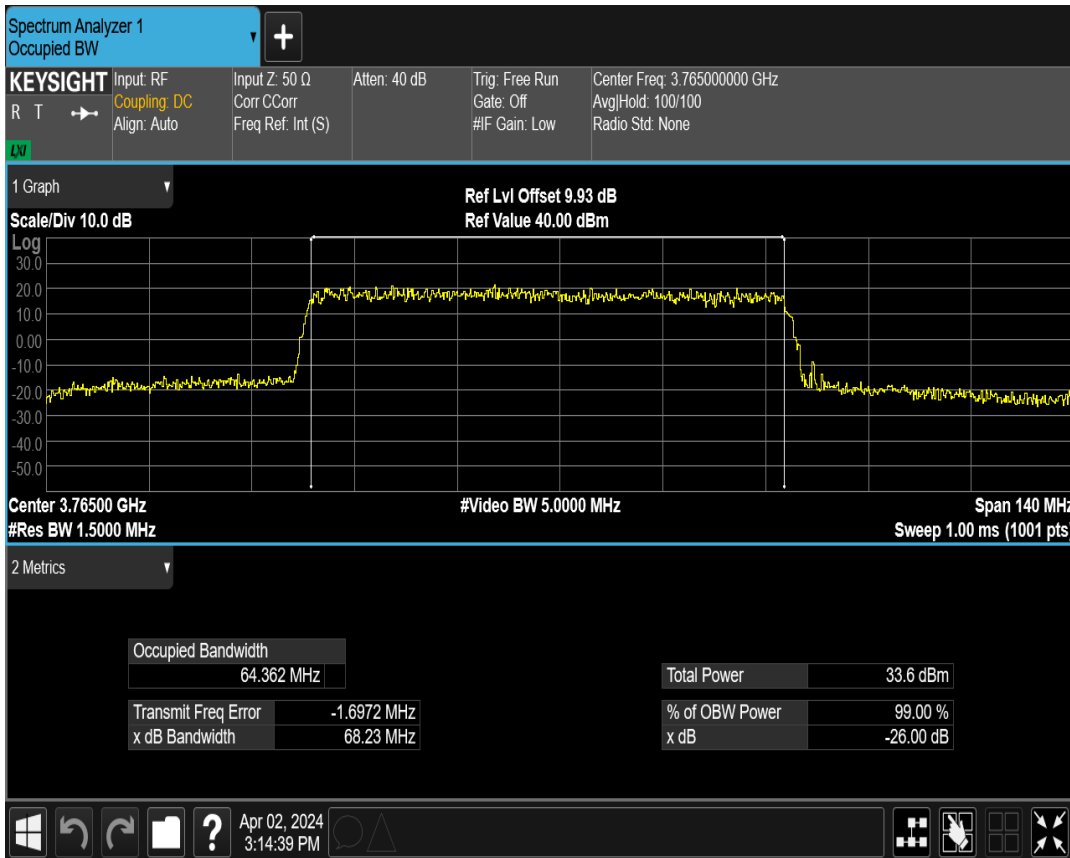 Spectrum Analyzer 1
Occupied BW
+
KEYSIGHT
R T
LXI
Input: RF
Coupling: DC
Align: Auto
Input Z: 50 Ω
Corr CCorr
Freq Ref: Int (S)
Atten: 40 dB
Trig: Free Run
Gate: Off
#IF Gain: Low
Center Freq: 3.765000000 GHz
Avg|Hold: 100/100
Radio Std: None
1 Graph
Scale/Div 10.0 dB
Ref Lvl Offset 9.93 dB
Ref Value 40.00 dBm
Log
30.0
20.0
10.0
0.00
-10.0
-20.0
-30.0
-40.0
-50.0
Center 3.76500 GHz
#Video BW 5.0000 MHz
Span 140 MHz
#Res BW 1.5000 MHz
Sweep 1.00 ms (1001 pts)
2 Metrics
Occupied Bandwidth
64.362 MHz
Total Power 33.6 dBm
Transmit Freq Error -1.6972 MHz
% of OBW Power 99.00 %
x dB Bandwidth 68.23 MHz
x dB -26.00 dB
?
Apr 02, 2024
3:14:39 PM